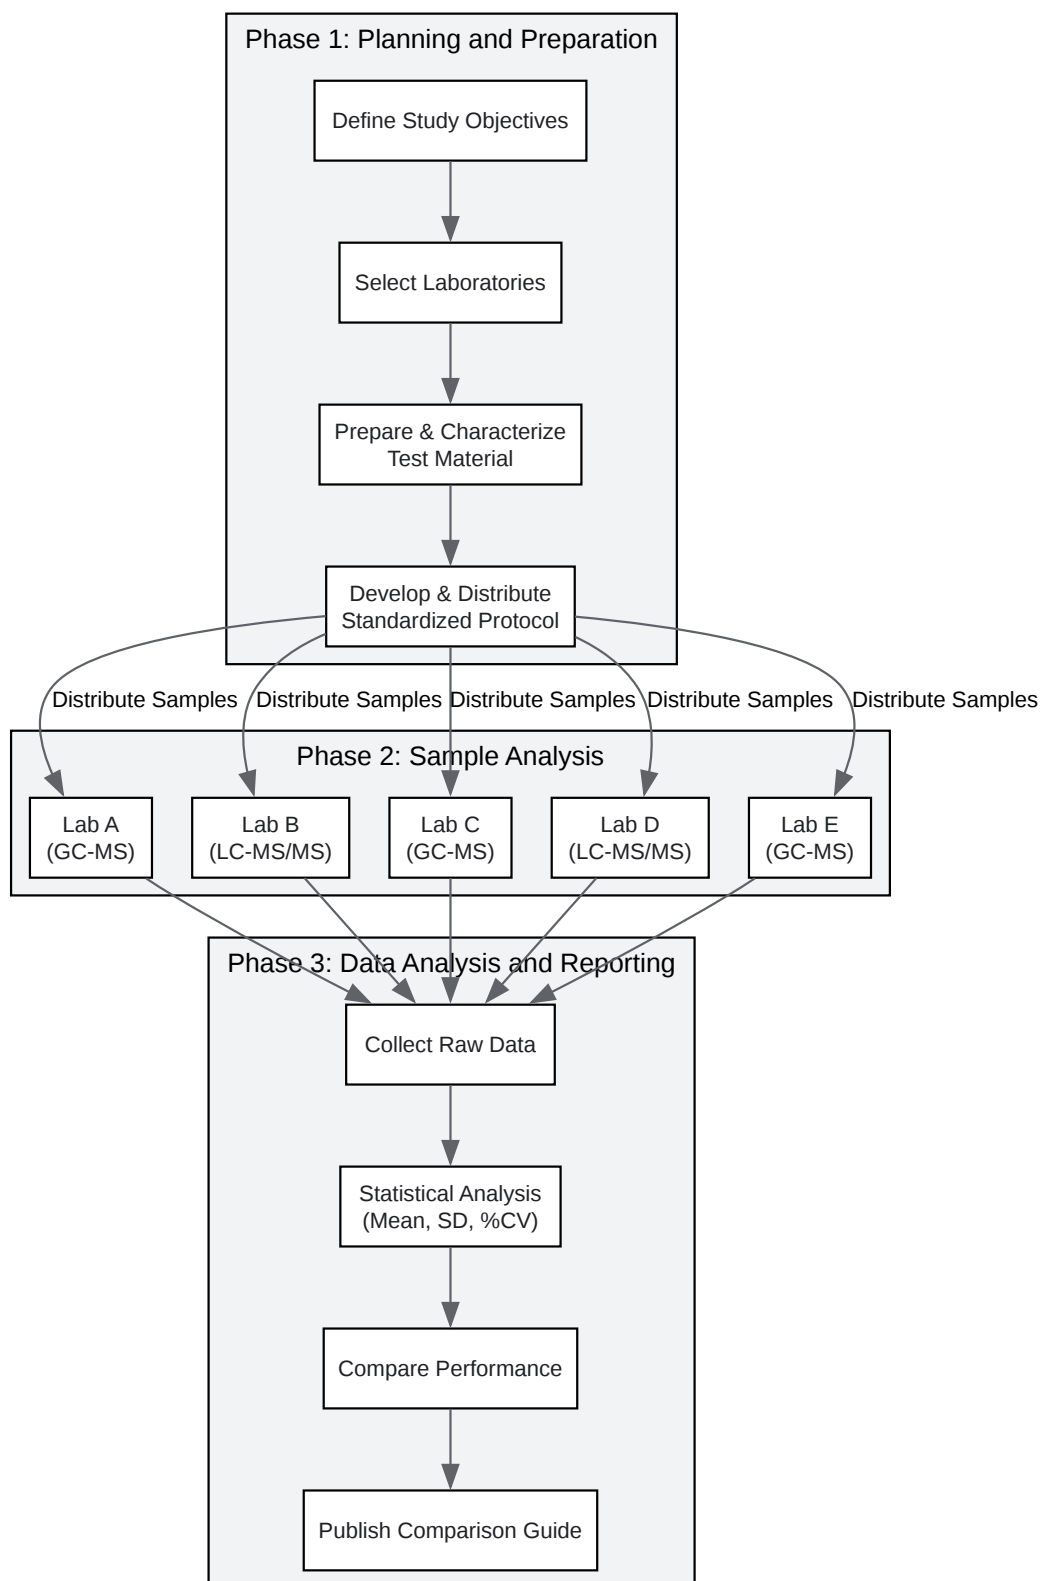 Phase 1: Planning and Preparation
Define Study Objectives
Select Laboratories
Prepare & Characterize
Test Material
Develop & Distribute
Standardized Protocol
Distribute Samples
Distribute Samples
Distribute Samples
Distribute Samples
Distribute Samples
Phase 2: Sample Analysis
Lab A
(GC-MS)
Lab B
(LC-MS/MS)
Lab C
(GC-MS)
Lab D
(LC-MS/MS)
Lab E
(GC-MS)
Phase 3: Data Analysis and Reporting
Collect Raw Data
Statistical Analysis
(Mean, SD, %CV)
Compare Performance
Publish Comparison Guide